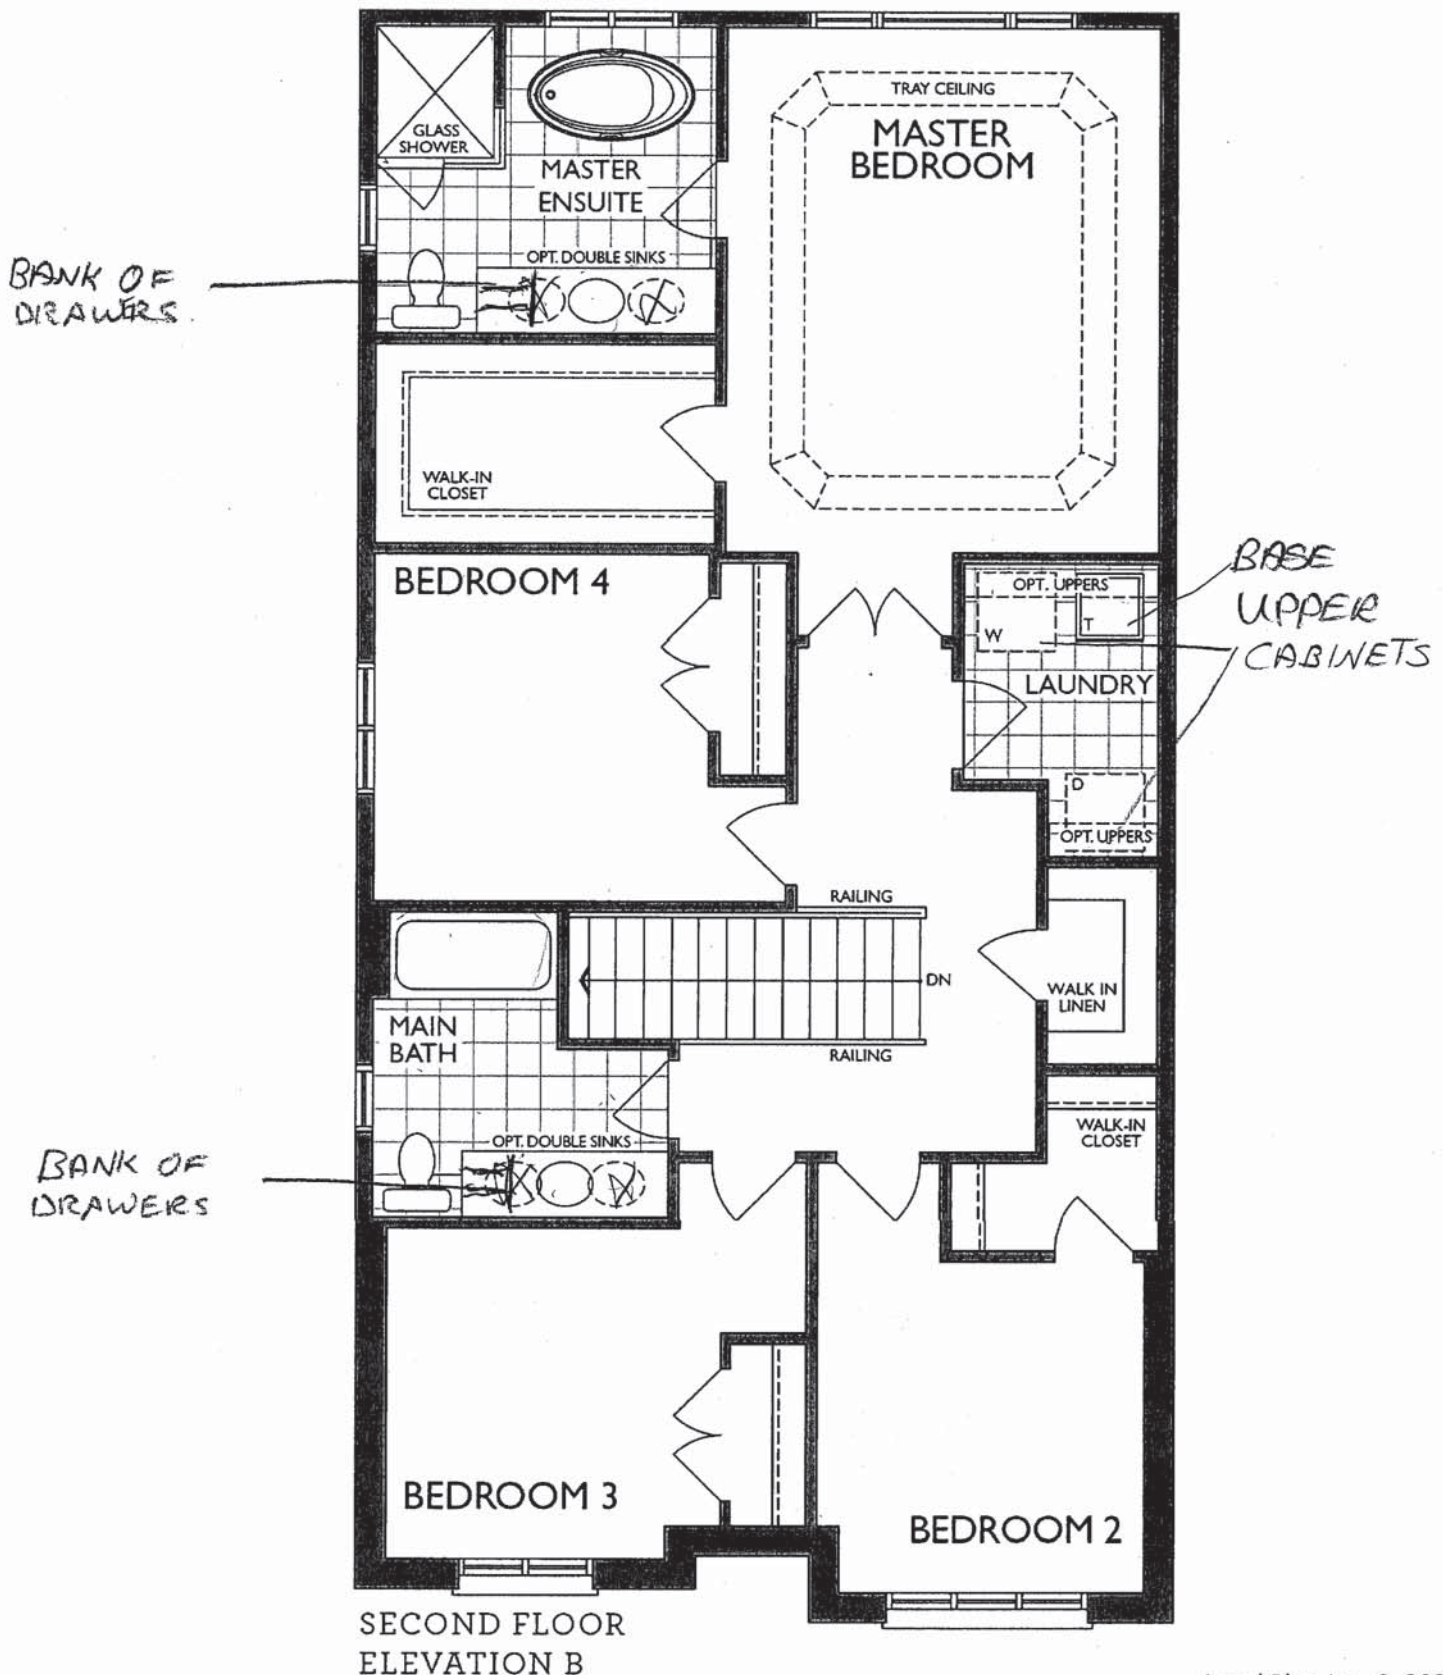 TRAY CEILING
MASTER
BEDROOM
GLASS
SHOWER
MASTER
ENSUITE
OPT. DOUBLE SINKS
BANK OF
DRAWERS
WALK-IN
CLOSET
BEDROOM 4
OPT. UPPERS
W
T
BASE
UPPER
CABINETS
LAUNDRY
D
OPT. UPPERS
RAILING
DN
WALK IN
LINEN
RAILING
MAIN
BATH
OPT. DOUBLE SINKS
BANK OF
DRAWERS
WALK-IN
CLOSET
BEDROOM 3
BEDROOM 2
SECOND FLOOR
ELEVATION B